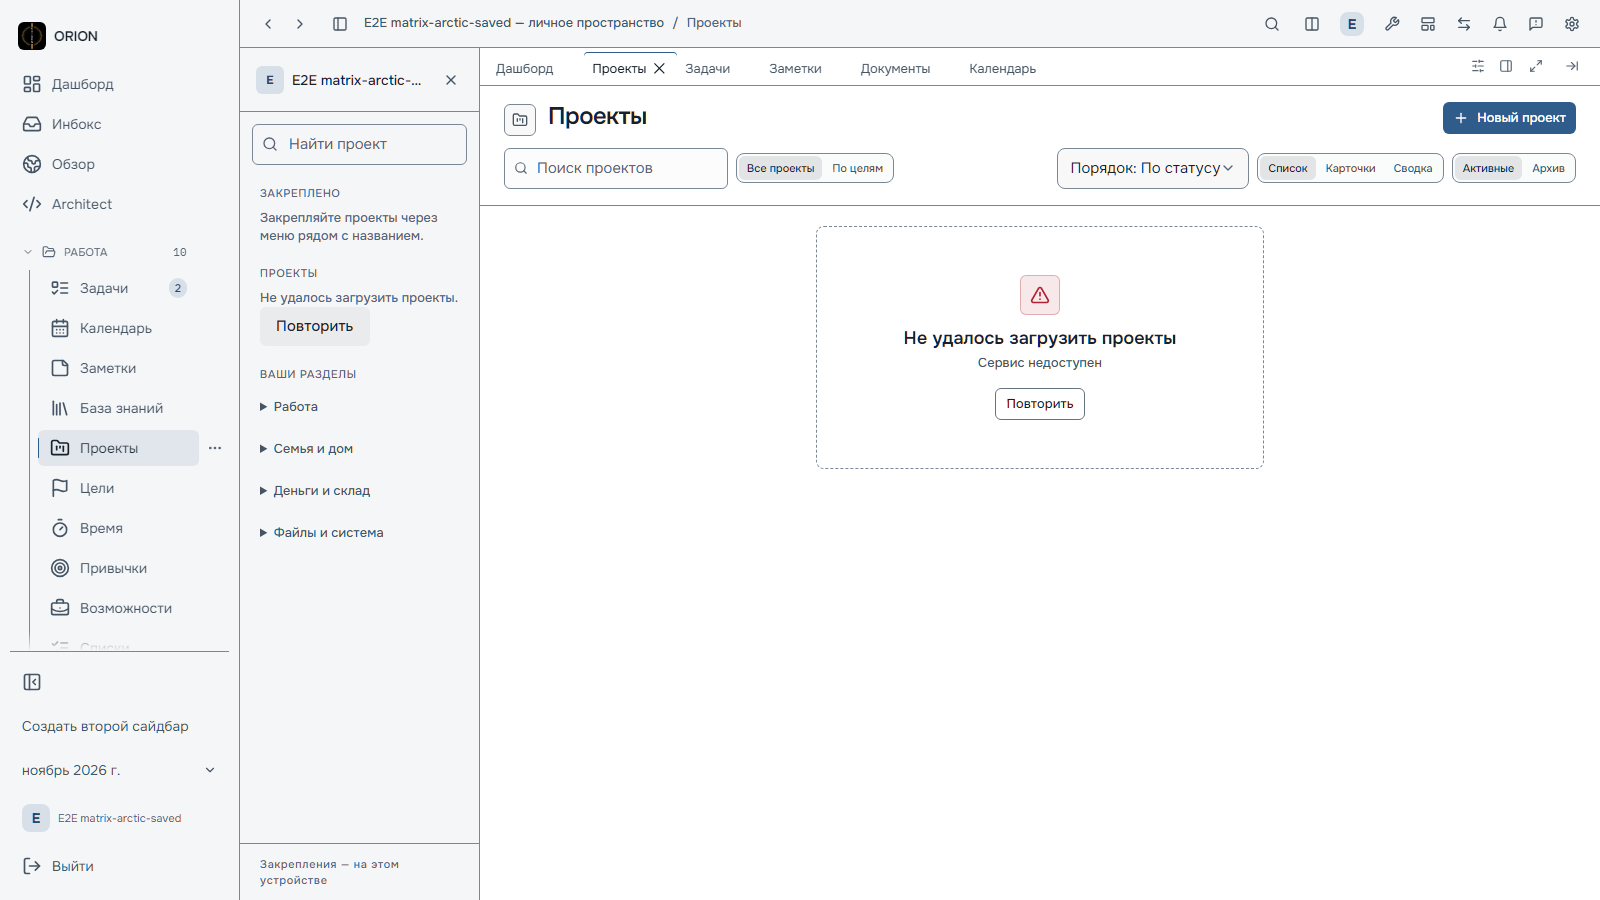 ORION
Дашборд
Инбокс
Обзор
Architect
РАБОТА 10
Задачи 2
Календарь
Заметки
База знаний
Проекты
Цели
Время
Привычки
Возможности
Списки
Создать второй сайдбар
ноябрь 2026 г.
E E2E matrix-arctic-saved
Выйти
E2E matrix-arctic-saved — личное пространство / Проекты
E
E E2E matrix-arctic-...
Найти проект
ЗАКРЕПЛЕНО
Закрепляйте проекты через
меню рядом с названием.
ПРОЕКТЫ
Не удалось загрузить проекты.
Повторить
ВАШИ РАЗДЕЛЫ
Работа
Семья и дом
Деньги и склад
Файлы и система
Закрепления — на этом
устройстве
Дашборд Проекты Задачи Заметки Документы Календарь
Проекты
Новый проект
Поиск проектов Все проекты По целям Порядок: По статусу Список Карточки Сводка Активные Архив
Не удалось загрузить проекты
Сервис недоступен
Повторить